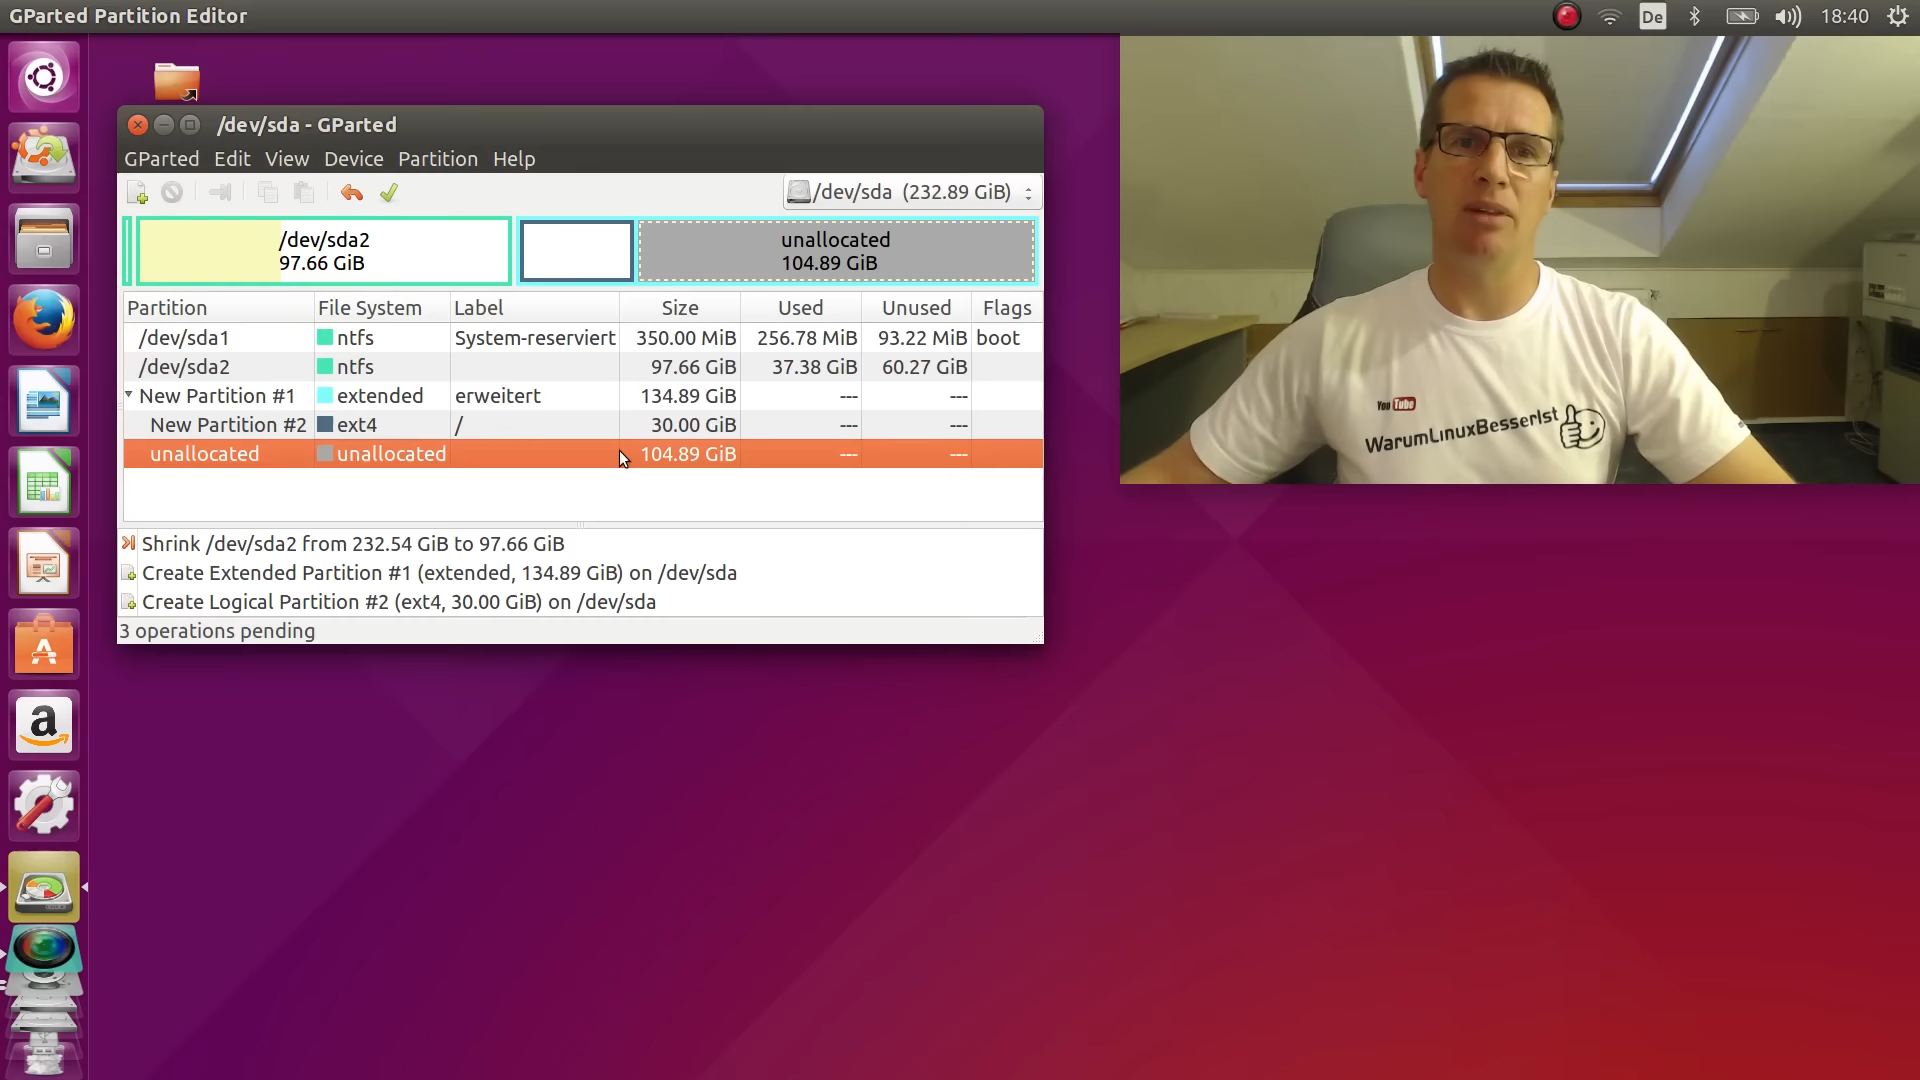 GParted Partition Editor
De
18:40
/dev/sda - GParted
GParted Edit View Device Partition Help
/dev/sda (232.89 GiB)
/dev/sda2
97.66 GiB
unallocated
104.89 GiB
Partition File System Label Size Used Unused Flags
/dev/sda1 ntfs System-reserviert 350.00 MiB 256.78 MiB 93.22 MiB boot
/dev/sda2 ntfs 97.66 GiB 37.38 GiB 60.27 GiB
New Partition #1 extended erweitert 134.89 GiB --- ---
New Partition #2 ext4 / 30.00 GiB --- ---
unallocated unallocated 104.89 GiB --- ---
Shrink /dev/sda2 from 232.54 GiB to 97.66 GiB
Create Extended Partition #1 (extended, 134.89 GiB) on /dev/sda
Create Logical Partition #2 (ext4, 30.00 GiB) on /dev/sda
3 operations pending
YouTube
WarumLinuxBesserIst
A
a